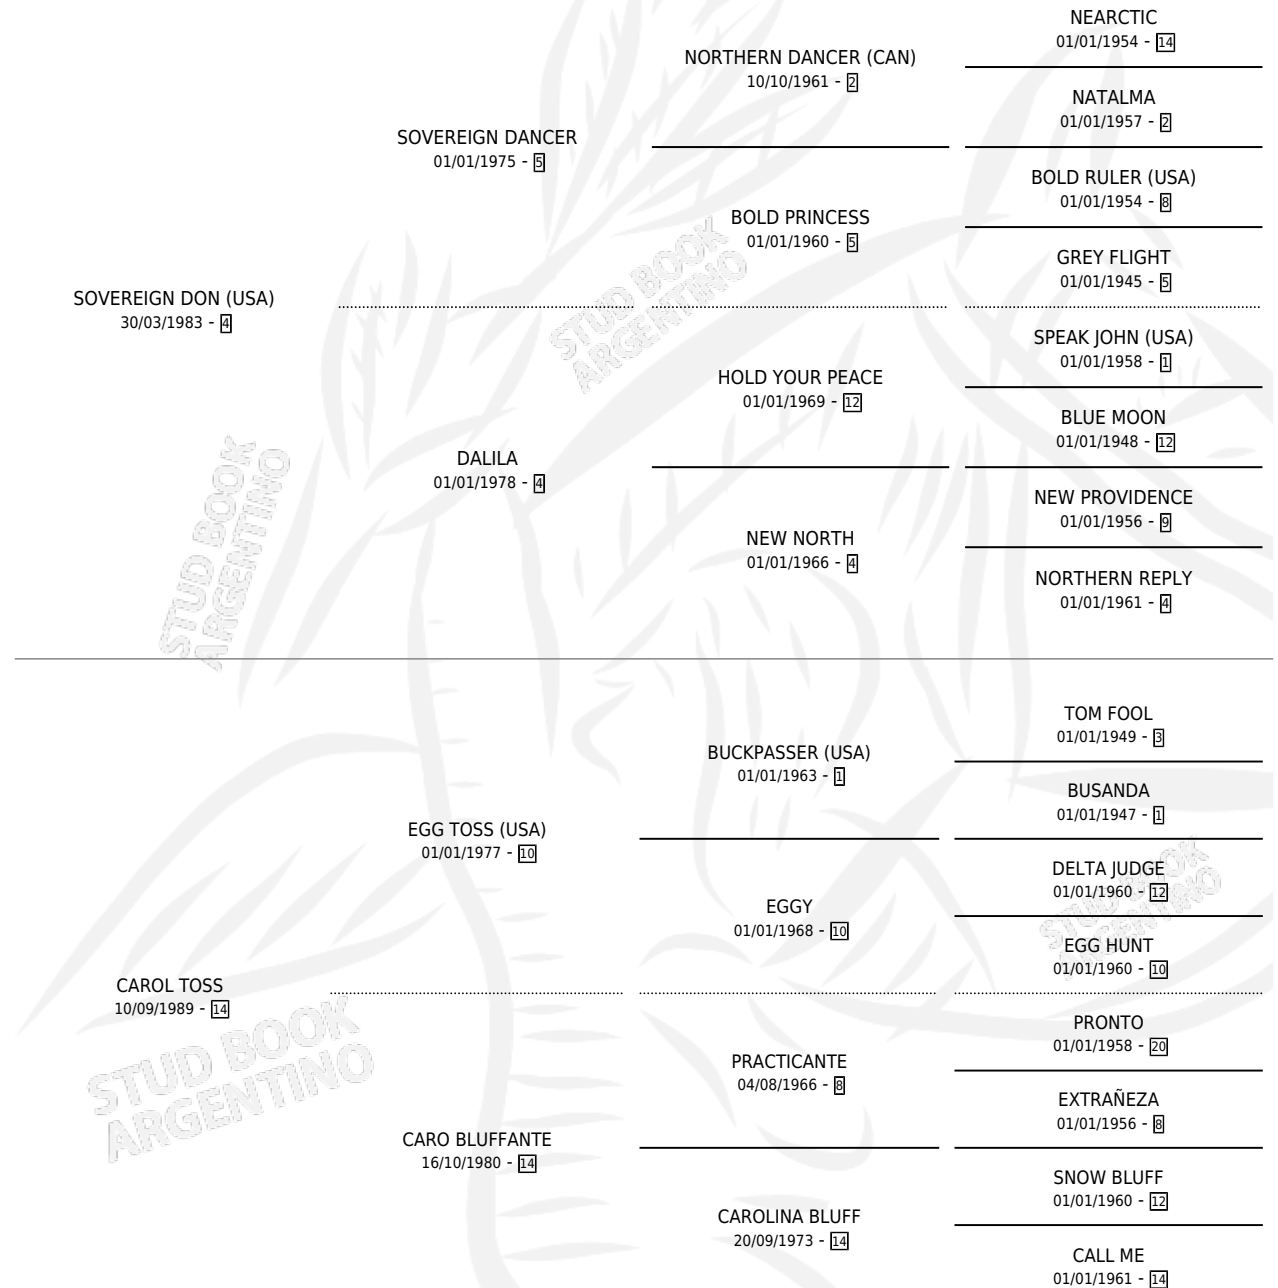 NEARCTIC
01/01/1954 - 14
NORTHERN DANCER (CAN)
10/10/1961 - 2
NATALMA
01/01/1957 - 2
SOVEREIGN DANCER
01/01/1975 - 5
BOLD RULER (USA)
01/01/1954 - 8
BOLD PRINCESS
01/01/1960 - 5
GREY FLIGHT
01/01/1945 - 5
SOVEREIGN DON (USA)
30/03/1983 - 4
STUD BOOK
ARGENTINO
SPEAK JOHN (USA)
01/01/1958 - 1
HOLD YOUR PEACE
01/01/1969 - 12
BLUE MOON
01/01/1948 - 12
DALILA
01/01/1978 - 4
NEW PROVIDENCE
01/01/1956 - 9
NEW NORTH
01/01/1966 - 4
NORTHERN REPLY
01/01/1961 - 4
STUD BOOK
ARGENTINO
TOM FOOL
01/01/1949 - 3
BUCKPASSER (USA)
01/01/1963 - 1
BUSANDA
01/01/1947 - 1
EGG TOSS (USA)
01/01/1977 - 10
DELTA JUDGE
01/01/1960 - 12
EGGY
01/01/1968 - 10
EGG HUNT
01/01/1960 - 10
STUD BOOK
ARGENTINO
CAROL TOSS
10/09/1989 - 14
PRONTO
01/01/1958 - 20
PRACTICANTE
04/08/1966 - 8
EXTRAÑEZA
01/01/1956 - 8
STUD BOOK
ARGENTINO
CARO BLUFFANTE
16/10/1980 - 14
SNOW BLUFF
01/01/1960 - 12
CAROLINA BLUFF
20/09/1973 - 14
CALL ME
01/01/1961 - 14